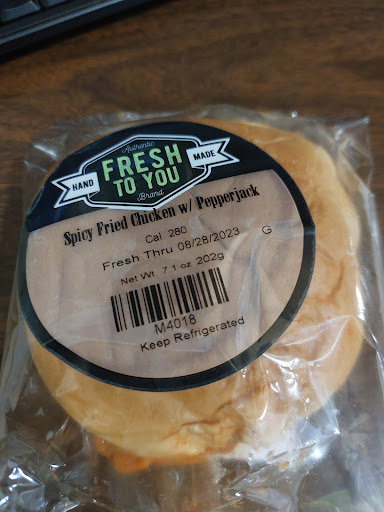 Authentic
FRESH
HAND MADE
TO YOU
Brand
Spicy Fried Chicken w/ Pepperjack
Cal. 280
Fresh Thru 08/28/2023 G
Net Wt. 7.1 oz 202g
M4018
Keep Refrigerated